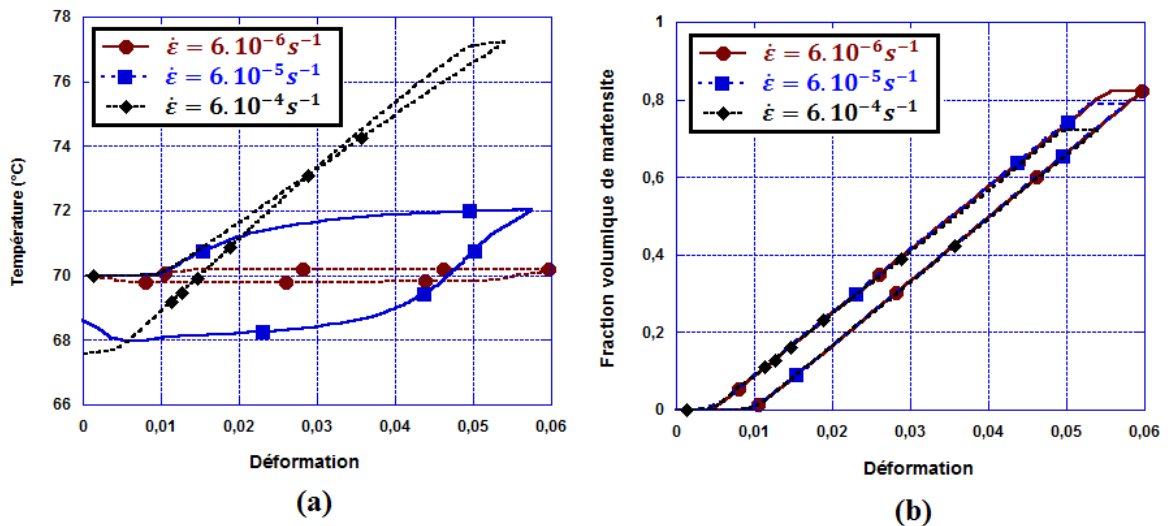 78
76
74
72
70
68
66
Température (°C)
ε̇ = 6. 10⁻⁶s⁻¹
ε̇ = 6. 10⁻⁵s⁻¹
ε̇ = 6. 10⁻⁴s⁻¹
0
0,01
0,02
0,03
0,04
0,05
0,06
Déformation
(a)
(b)
1
0,8
0,6
0,4
0,2
0
Fraction volumique de martensite
ε̇ = 6. 10⁻⁶s⁻¹
ε̇ = 6. 10⁻⁵s⁻¹
ε̇ = 6. 10⁻⁴s⁻¹
0
0,01
0,02
0,03
0,04
0,05
0,06
Déformation
(b)